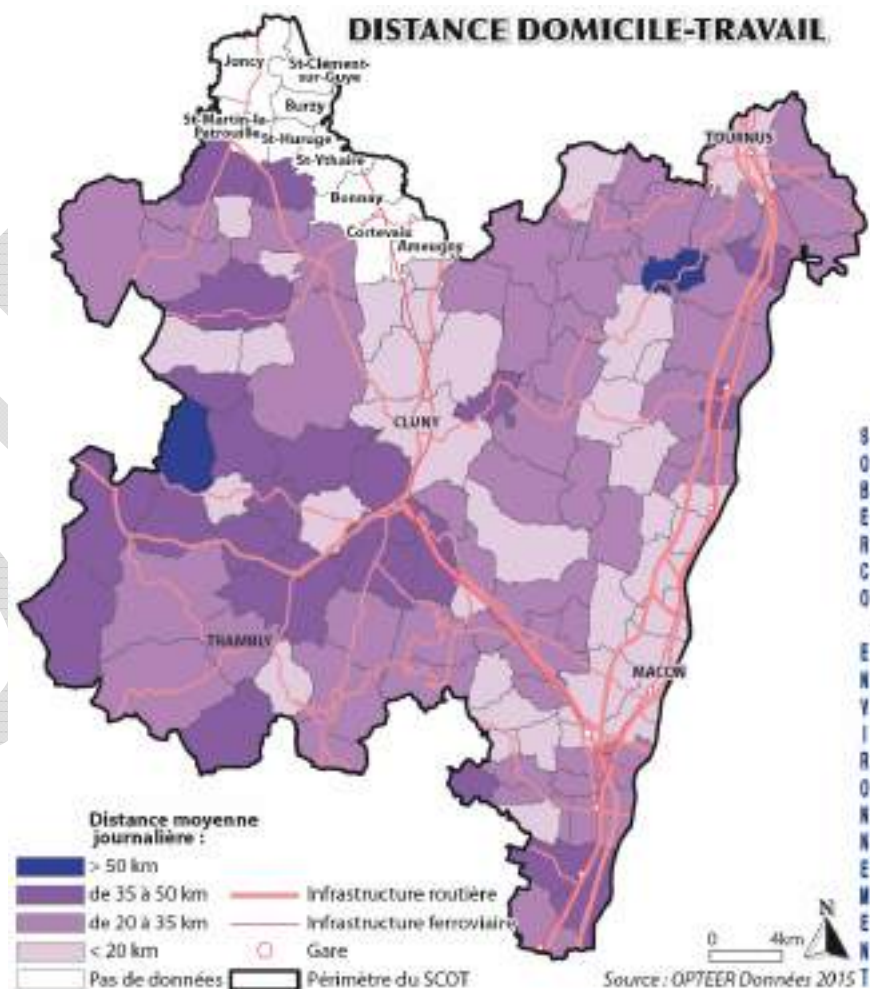 DISTANCE DOMICILE-TRAVAIL
Joncy
St-Clément-
sur-Guye
Burzy
St-Martin-la-
Patrouille
St-Huruge
St-Ythaire
Bonnay
Cortevaix
Ameugny
TOURNUS
CLUNY
TRAMBLY
MACON
SOBERCO ENVIRONNEMENT
Distance moyenne
journalière :
> 50 km
de 35 à 50 km
Infrastructure routière
de 20 à 35 km
Infrastructure ferroviaire
< 20 km
Gare
Pas de données
Périmètre du SCOT
N
0 4km
Source : OPTEER Données 2015